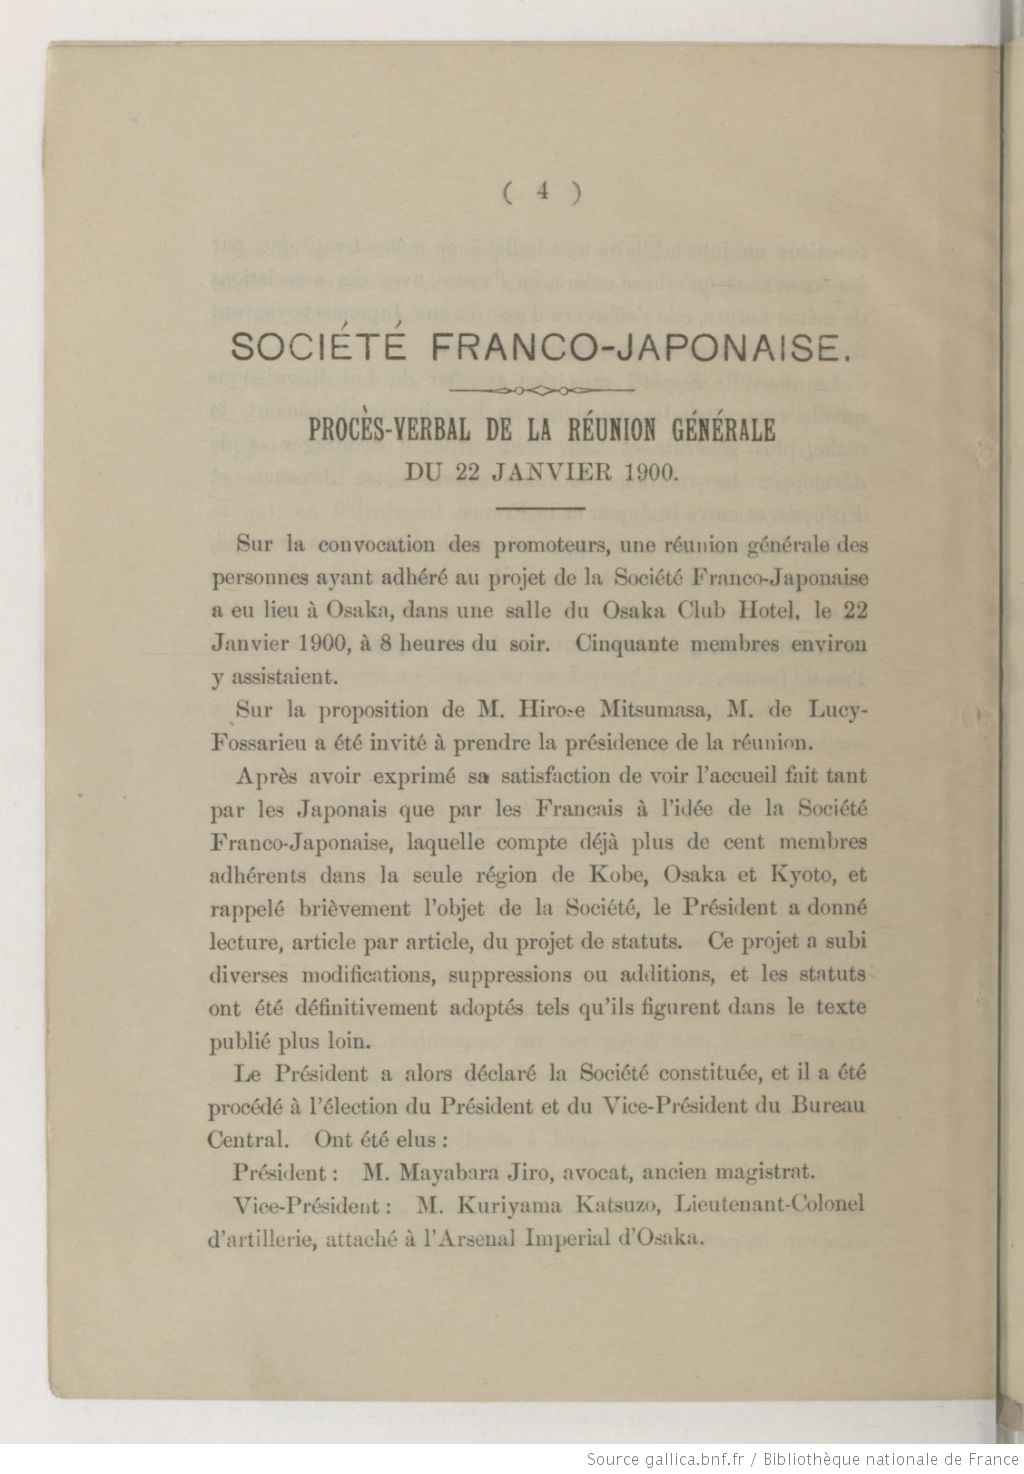 ( 4 )
SOCIÉTÉ FRANCO-JAPONAISE.
PROCÈS-VERBAL DE LA RÉUNION GÉNÉRALE
DU 22 JANVIER 1900.
Sur la convocation des promoteurs, une réunion générale des
personnes ayant adhéré au projet de la Société Franco-Japonaise
a eu lieu à Osaka, dans une salle du Osaka Club Hotel, le 22
Janvier 1900, à 8 heures du soir. Cinquante membres environ
y assistaient.
Sur la proposition de M. Hirose Mitsumasa, M. de Lucy-
Fossarieu a été invité à prendre la présidence de la réunion.
Après avoir exprimé sa satisfaction de voir l'accueil fait tant
par les Japonais que par les Francais à l'idée de la Société
Franco-Japonaise, laquelle compte déjà plus de cent membres
adhérents dans la seule région de Kobe, Osaka et Kyoto, et
rappelé brièvement l'objet de la Société, le Président a donné
lecture, article par article, du projet de statuts. Ce projet a subi
diverses modifications, suppressions ou additions, et les statuts
ont été définitivement adoptés tels qu'ils figurent dans le texte
publié plus loin.
Le Président a alors déclaré la Société constituée, et il a été
procédé à l'élection du Président et du Vice-Président du Bureau
Central. Ont été elus :
Président : M. Mayabara Jiro, avocat, ancien magistrat.
Vice-Président : M. Kuriyama Katsuzo, Lieutenant-Colonel
d'artillerie, attaché à l'Arsenal Imperial d'Osaka.
Source gallica.bnf.fr / Bibliothèque nationale de France